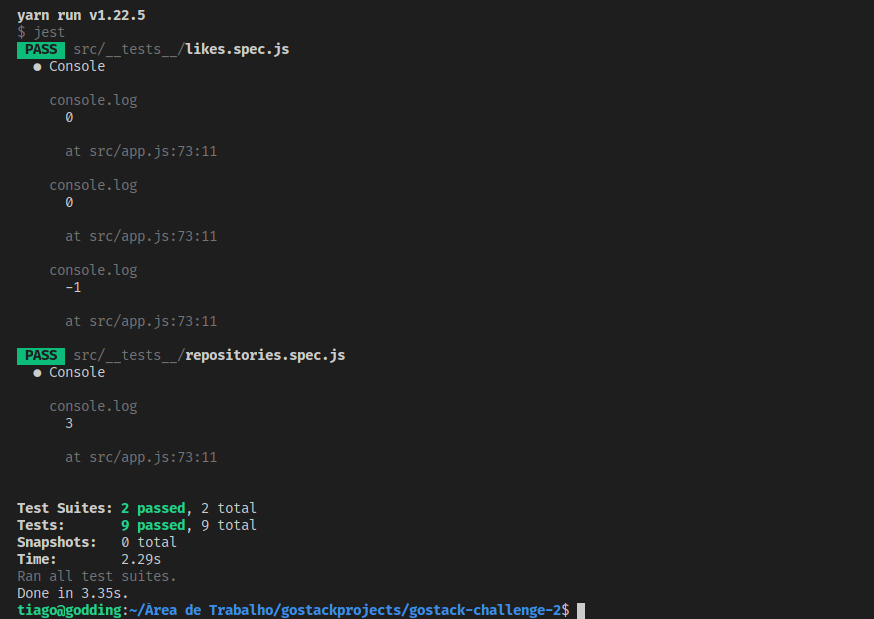 yarn run v1.22.5
$ jest
PASS src/__tests__/likes.spec.js
● Console
console.log
0
at src/app.js:73:11
console.log
0
at src/app.js:73:11
console.log
-1
at src/app.js:73:11
PASS src/__tests__/repositories.spec.js
● Console
console.log
3
at src/app.js:73:11
Test Suites: 2 passed, 2 total
Tests: 9 passed, 9 total
Snapshots: 0 total
Time: 2.29s
Ran all test suites.
Done in 3.35s.
tiago@godding:~/Área de Trabalho/gostackprojects/gostack-challenge-2$